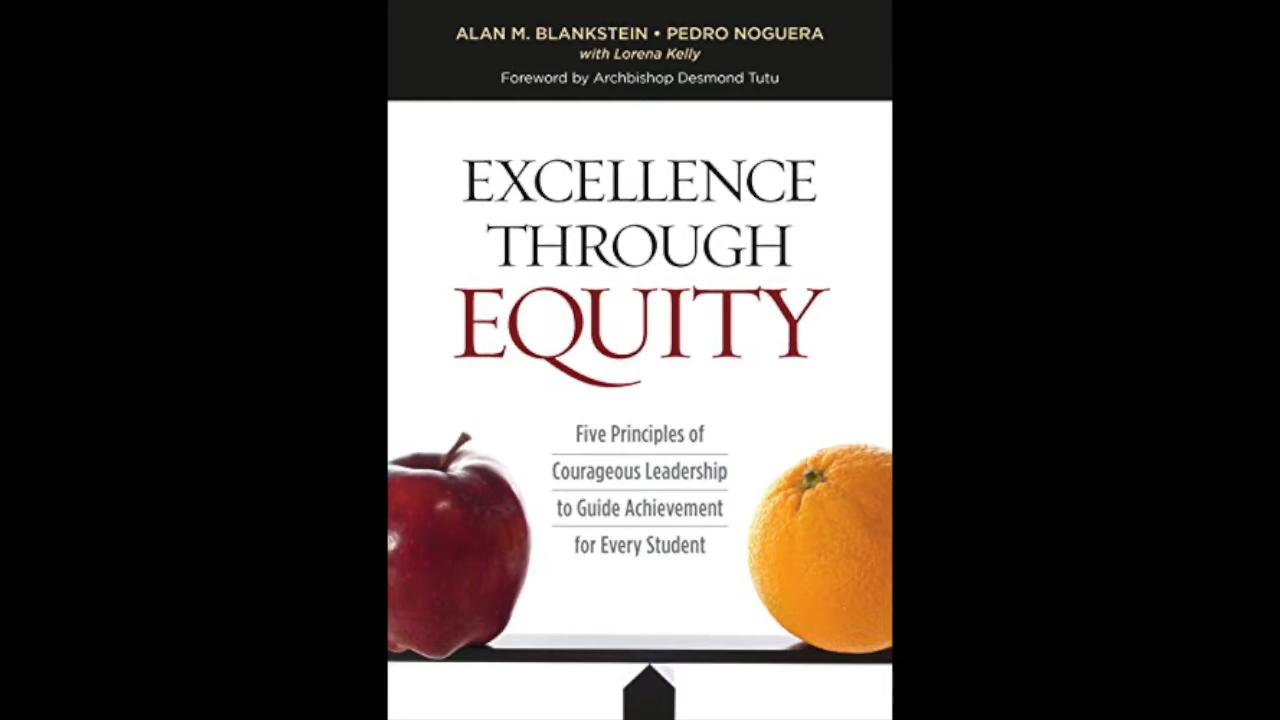 ALAN M. BLANKSTEIN • PEDRO NOGUERA
with Lorena Kelly
Foreword by Archbishop Desmond Tutu
EXCELLENCE
THROUGH
EQUITY
Five Principles of
Courageous Leadership
to Guide Achievement
for Every Student